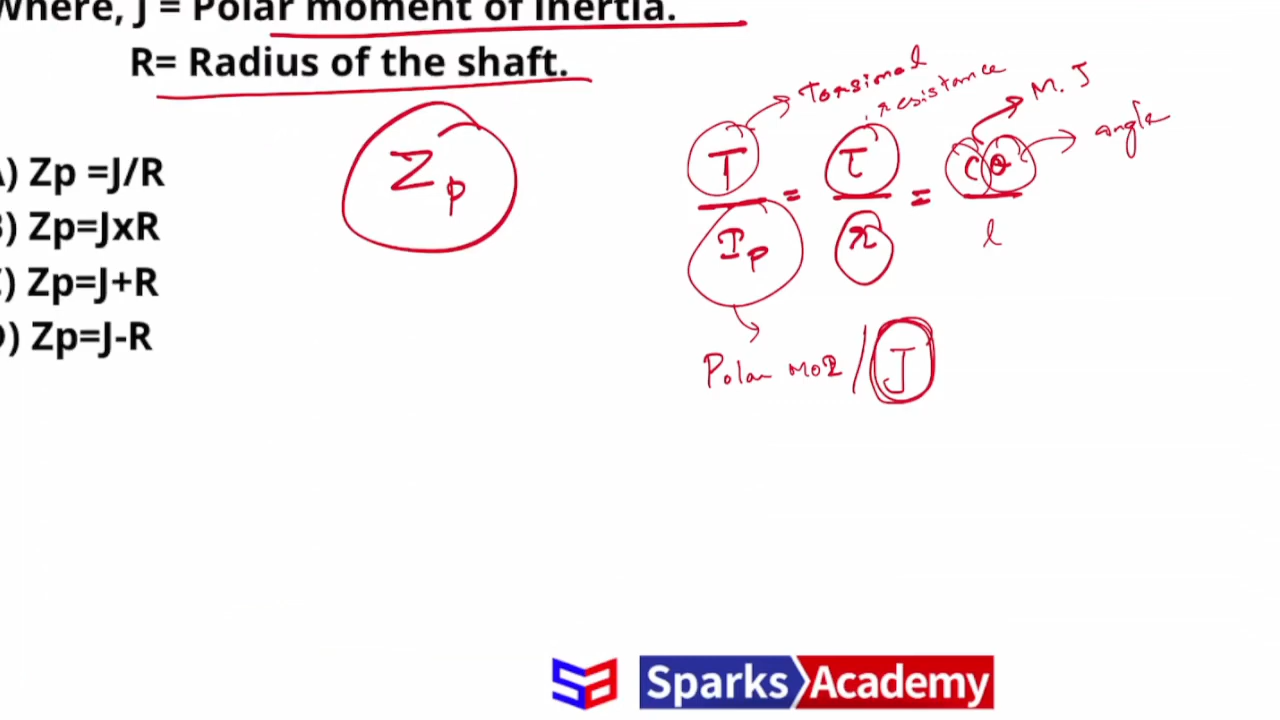 Where, J = Polar moment of inertia.
R= Radius of the shaft.
) Zp =J/R
) Zp=JxR
) Zp=J+R
) Zp=J-R
Zp
Torsional
resistance
M. J
angle
T/Ip = τ/r = Cθ/l
Polar MOI / J
Sparks Academy